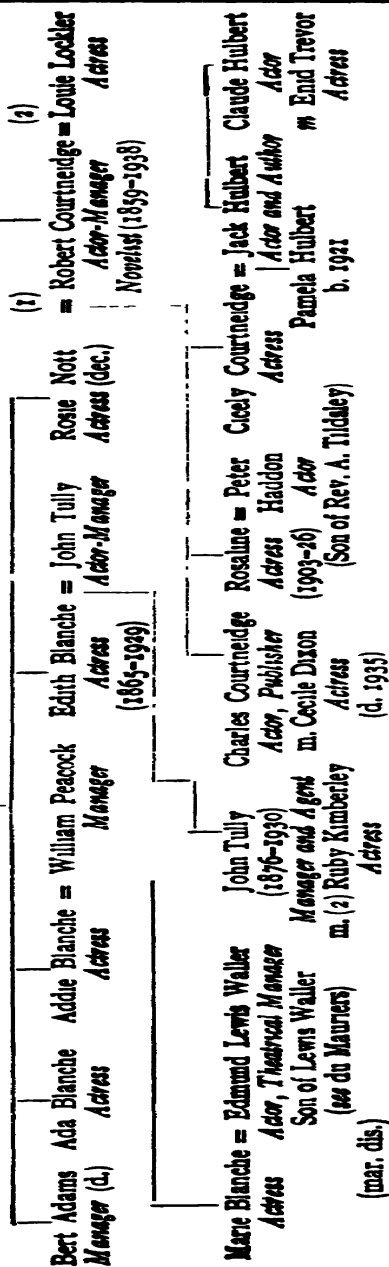 (1) (2)
Bert Adams Ada Blanche Addie Blanche = William Peacock Edith Blanche = John Tully Rosie Nott = Robert Courtneidge = Louie Lockler
Manager (d.) Actress Actress Manager Actress Actor-Manager Actress (dec.) Actor-Manager Actress
(1865-1929) Novelist (1859-1938)
Marie Blanche = Edmund Lewis Waller John Tully Charles Courtneidge Rosaline = Peter Cicely Courtneidge = Jack Hulbert Claude Hulbert
Actress Actor, Theatrical Manager (1876-1930) Actor, Publisher Actress Haddon Actress Actor and Author Actor
Son of Lewis Waller Manager and Agent m. Cecile Dixon (1903-26) Actor Pamela Hulbert m Enid Trevor
(see du Mauriers) m. (2) Ruby Kimberley Actress (Son of Rev. A. Tildaley) b. 1921 Actress
(mar. dis.) Actress (d. 1935)